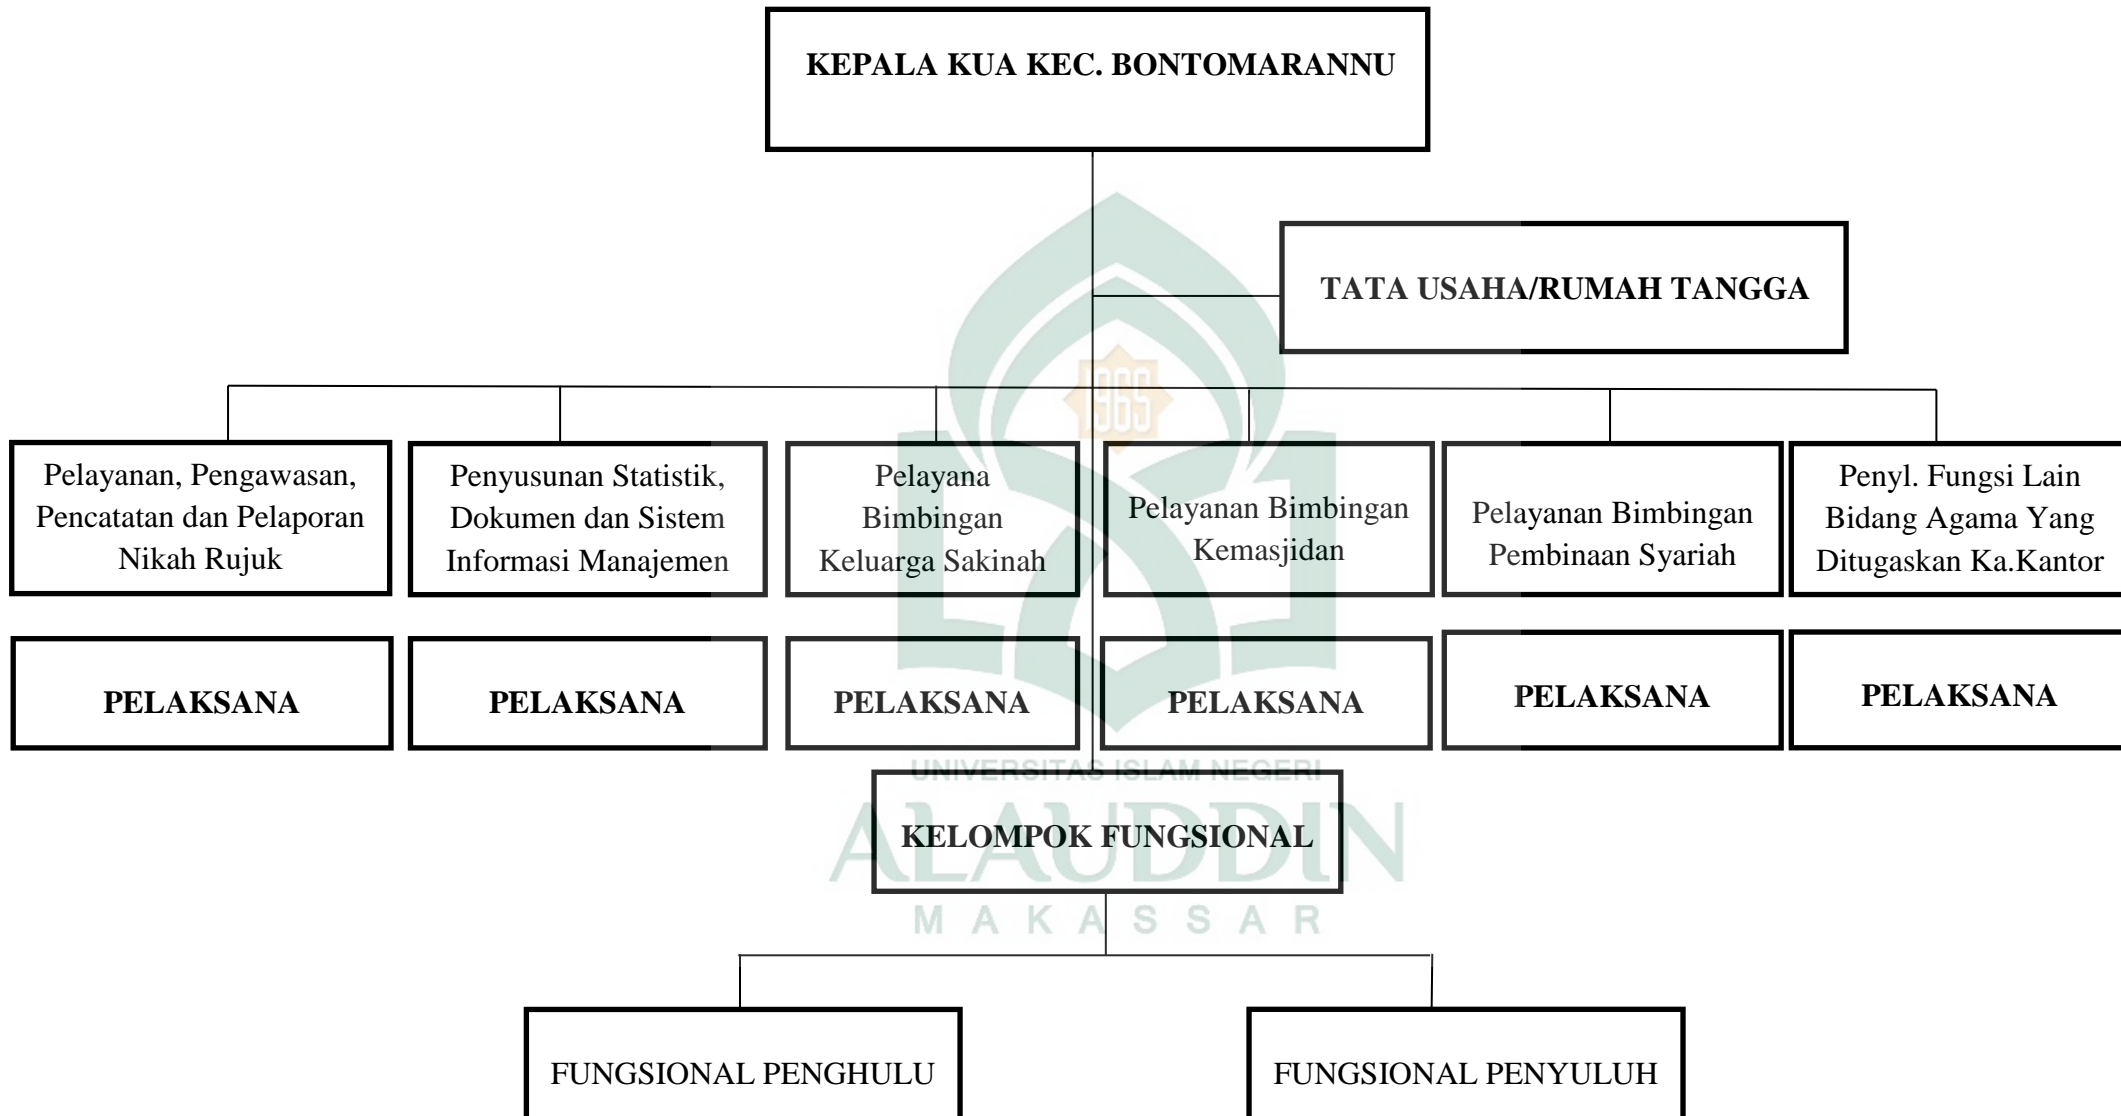 KEPALA KUA KEC. BONTOMARANNU
TATA USAHA/RUMAH TANGGA
1965
Pelayanan, Pengawasan,
Pencatatan dan Pelaporan
Nikah Rujuk
Penyusunan Statistik,
Dokumen dan Sistem
Informasi Manajemen
Pelayana
Bimbingan
Keluarga Sakinah
Pelayanan Bimbingan
Kemasjidan
Pelayanan Bimbingan
Pembinaan Syariah
Penyl. Fungsi Lain
Bidang Agama Yang
Ditugaskan Ka.Kantor
PELAKSANA
PELAKSANA
PELAKSANA
PELAKSANA
PELAKSANA
PELAKSANA
UNIVERSITAS ISLAM NEGERI
ALAUDDIN
MAKASSAR
KELOMPOK FUNGSIONAL
FUNGSIONAL PENGHULU
FUNGSIONAL PENYULUH